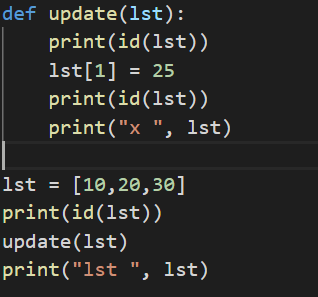 def update(lst):
    print(id(lst))
    lst[1] = 25
    print(id(lst))
    print("x ", lst)

lst = [10,20,30]
print(id(lst))
update(lst)
print("lst ", lst)